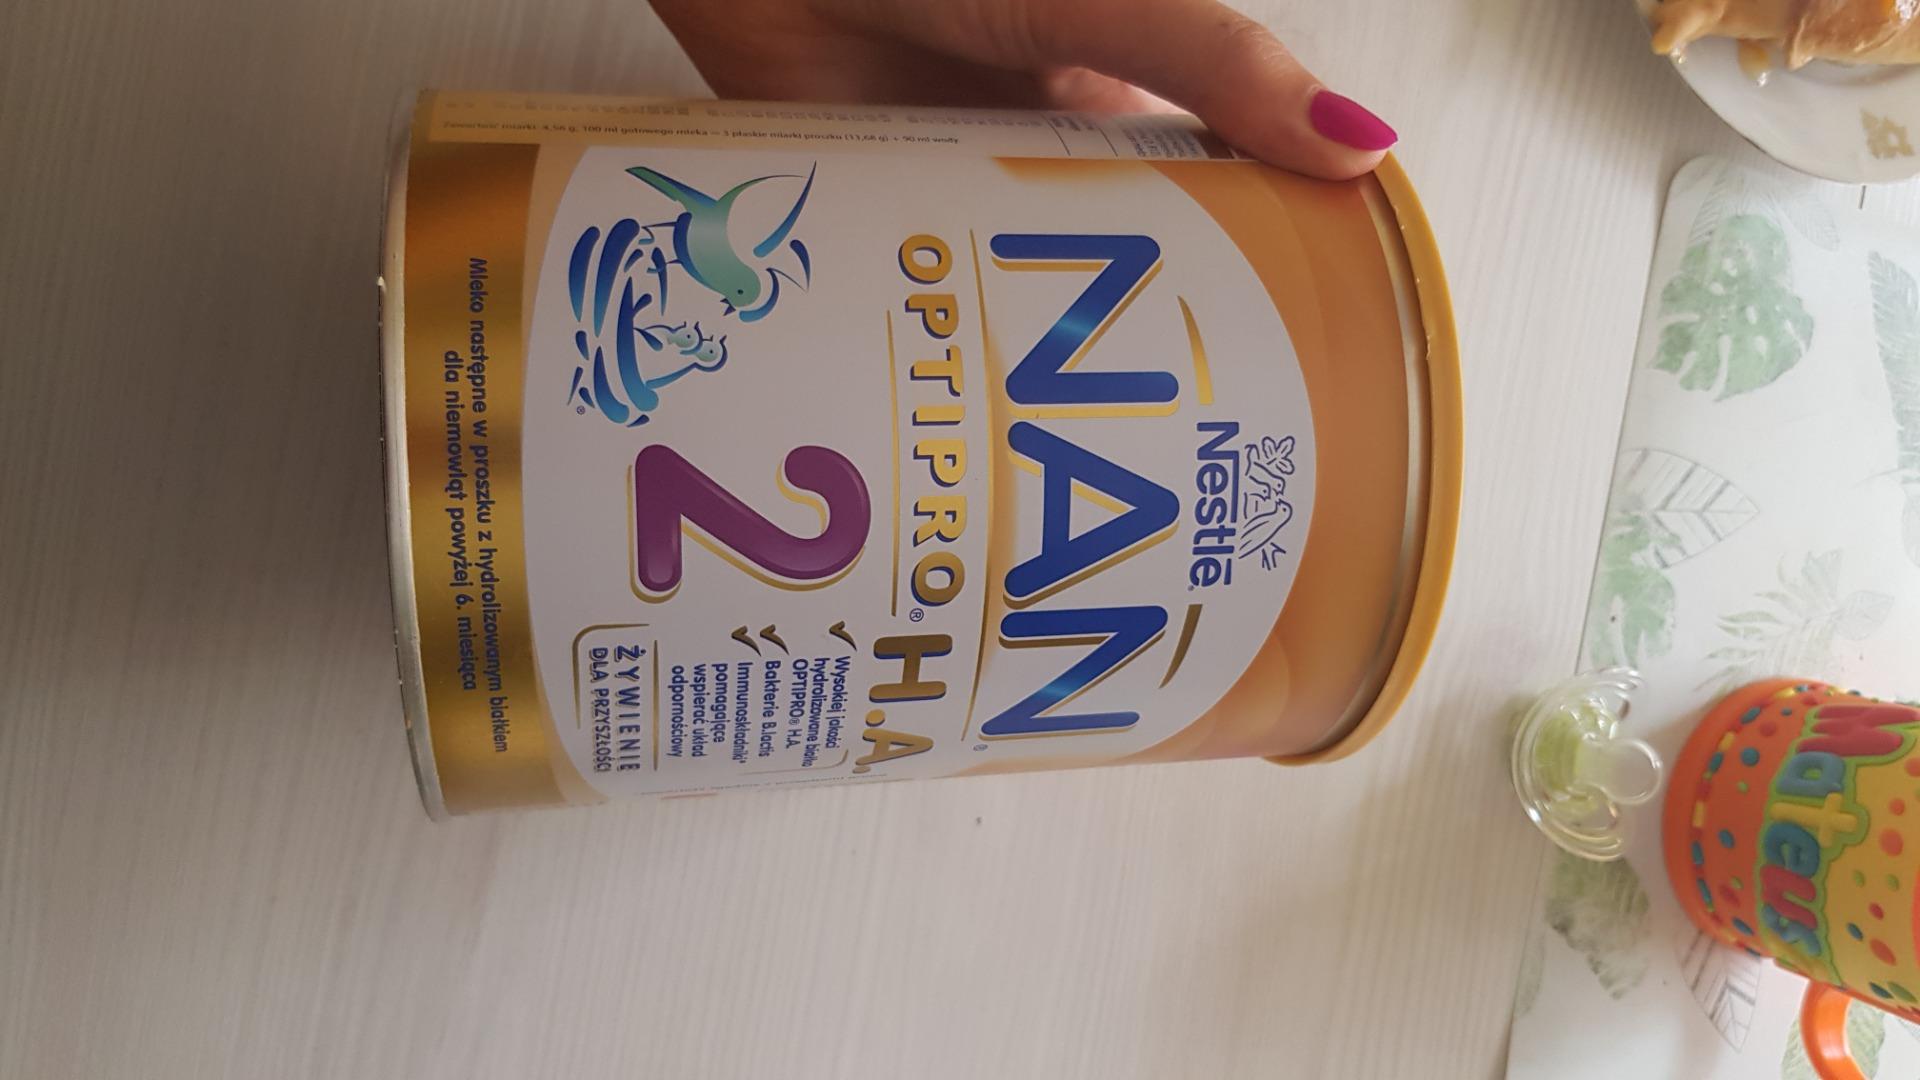 Nestlé
NAN
OPTIPRO® H.A.
2
Wysokiej jakości
hydrolizowane białko
OPTIPRO® H.A.
Bakterie B.lactis
Immunoskładniki*
pomagające
wspierać układ
odpornościowy
ŻYWIENIE
DLA PRZYSZŁOŚCI
Mleko następne w proszku z hydrolizowanym białkiem
dla niemowląt powyżej 6. miesiąca
Zawartość miarki: 4,56 g; 100 ml gotowego mleka = 3 płaskie miarki proszku (13,68 g) + 90 ml wody.
Mateusz